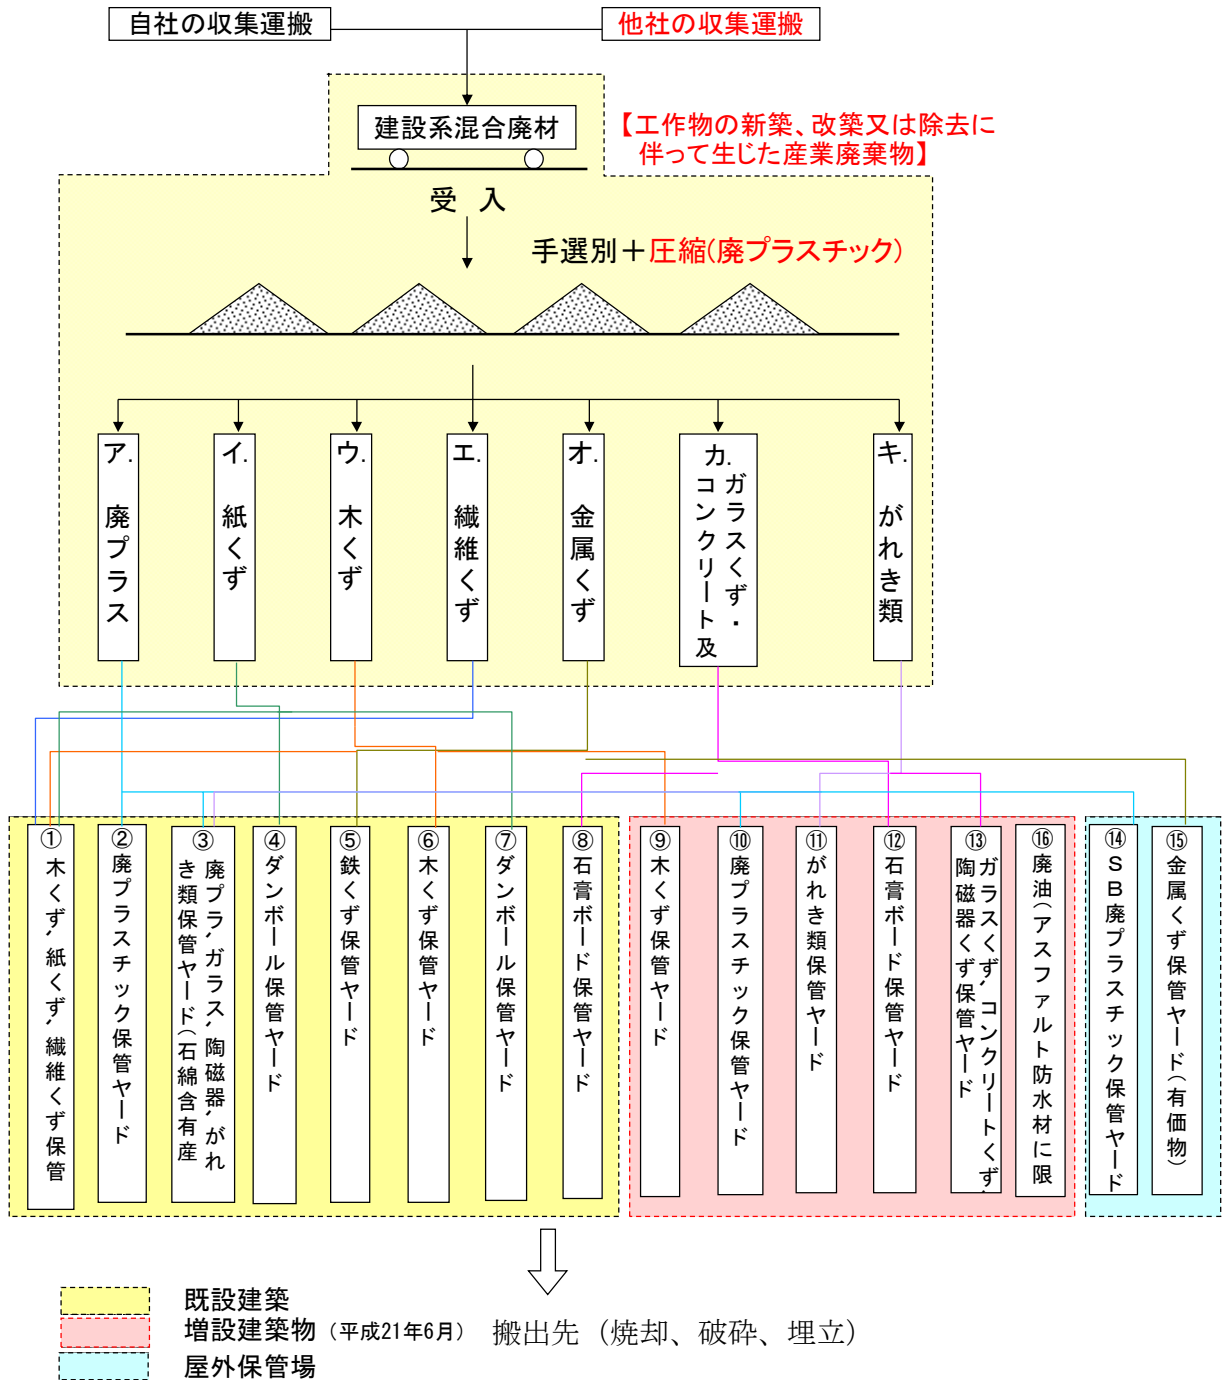 自社の収集運搬
他社の収集運搬
建設系混合廃材
【工作物の新築、改築又は除去に
伴って生じた産業廃棄物】
受 入
手選別＋圧縮(廃プラスチック)
ア. 廃プラス
イ. 紙くず
ウ. 木くず
エ. 繊維くず
オ. 金属くず
カ. ガラスくず・
コンクリート及
キ. がれき類
① 木くず、紙くず、繊維くず保管
② 廃プラスチック保管ヤード
③ 廃プラ、ガラス、陶磁器、がれ
き類保管ヤード（石綿含有産
④ ダンボール保管ヤード
⑤ 鉄くず保管ヤード
⑥ 木くず保管ヤード
⑦ ダンボール保管ヤード
⑧ 石膏ボード保管ヤード
⑨ 木くず保管ヤード
⑩ 廃プラスチック保管ヤード
⑪ がれき類保管ヤード
⑫ 石膏ボード保管ヤード
⑬ ガラスくず、コンクリートくず、
陶磁器くず保管ヤード
⑯ 廃油（アスファルト防水材に限
⑭ ＳＢ廃プラスチック保管ヤード
⑮ 金属くず保管ヤード（有価物）
既設建築
増設建築物（平成21年6月） 搬出先（焼却、破砕、埋立）
屋外保管場